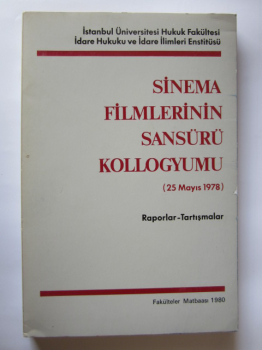 İstanbul Üniversitesi Hukuk Fakültesi
İdare Hukuku ve İdare İlimleri Enstitüsü
SİNEMA
FİLMLERİNİN
SANSÜRÜ
KOLLOGYUMU
(25 Mayıs 1978)
Raporlar-Tartışmalar
Fakülteler Matbaası 1980